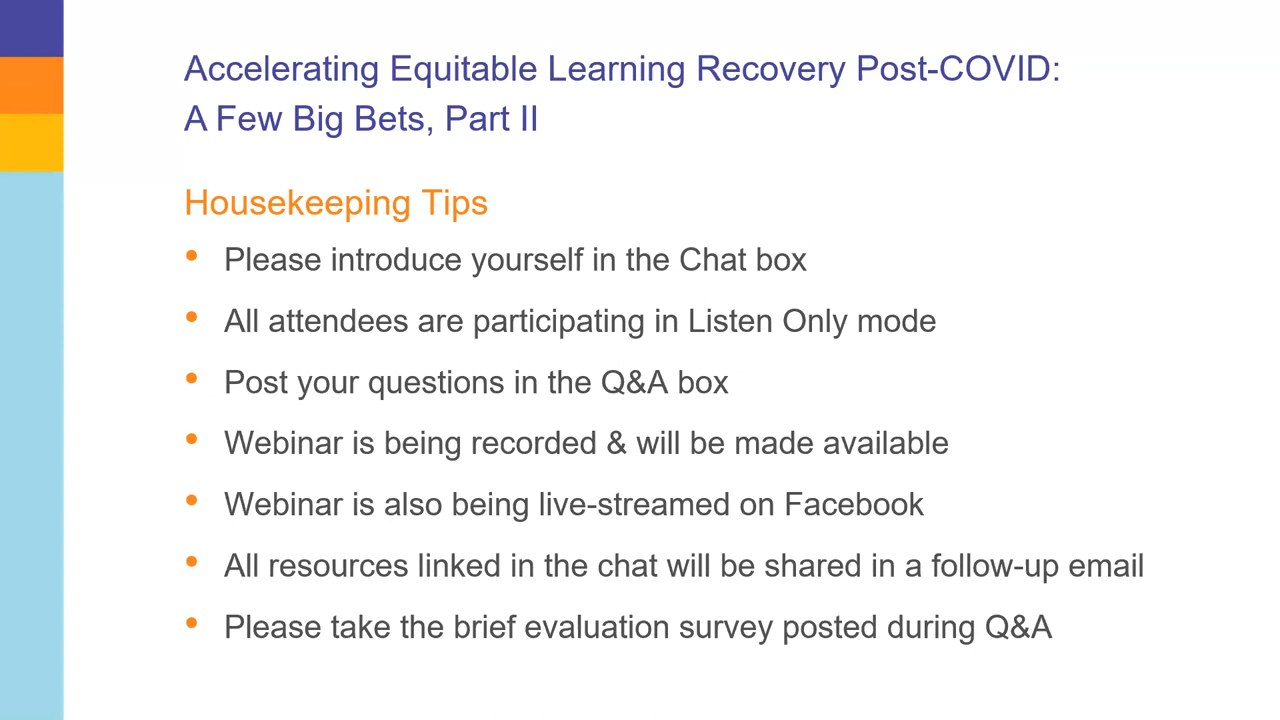 Accelerating Equitable Learning Recovery Post-COVID:
A Few Big Bets, Part II
Housekeeping Tips
• Please introduce yourself in the Chat box
• All attendees are participating in Listen Only mode
• Post your questions in the Q&A box
• Webinar is being recorded & will be made available
• Webinar is also being live-streamed on Facebook
• All resources linked in the chat will be shared in a follow-up email
• Please take the brief evaluation survey posted during Q&A